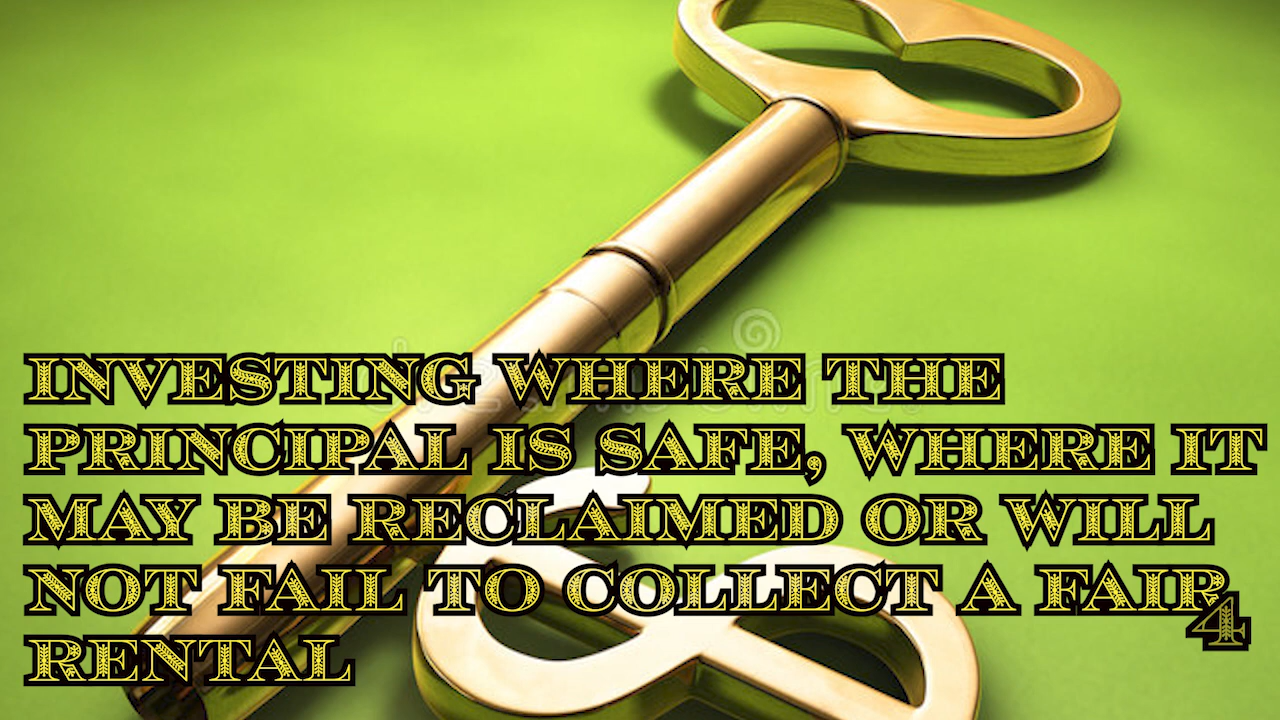 INVESTING WHERE THE
PRINCIPAL IS SAFE, WHERE IT
MAY BE RECLAIMED OR WILL
NOT FAIL TO COLLECT A FAIR
4
RENTAL